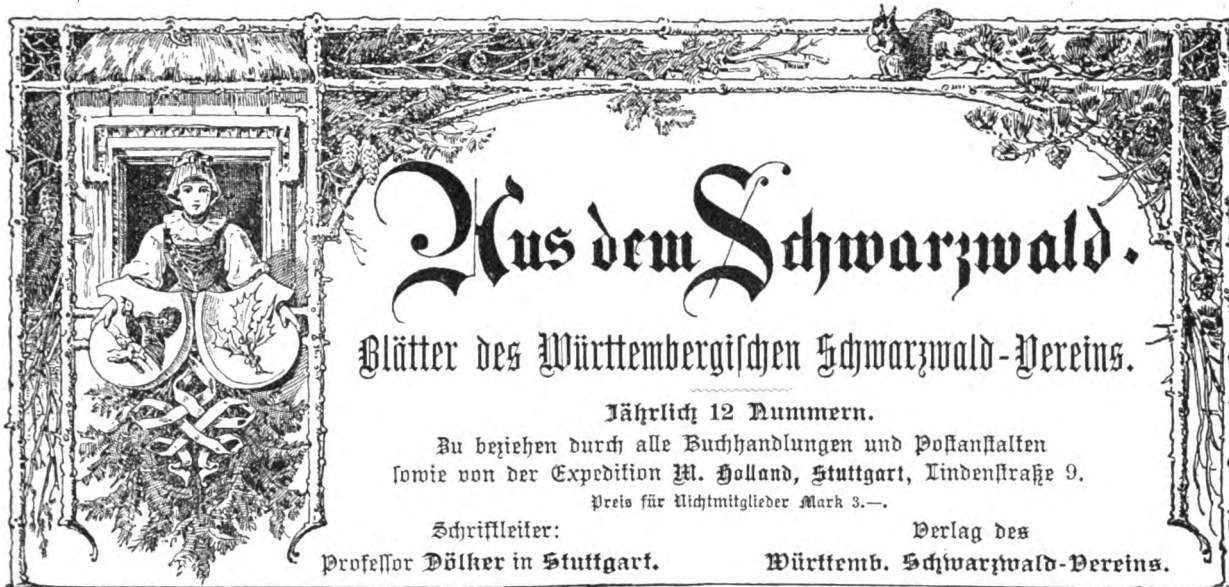 Aus dem Schwarzwald.
Blätter des Württembergischen Schwarzwald-Vereins.
Jährlich 12 Nummern.
Zu beziehen durch alle Buchhandlungen und Postanstalten
sowie von der Expedition M. Holland, Stuttgart, Lindenstraße 9.
Preis für Nichtmitglieder Mark 3.—.
Schriftleiter:
Professor Dölker in Stuttgart.
Verlag des
Württemb. Schwarzwald-Vereins.